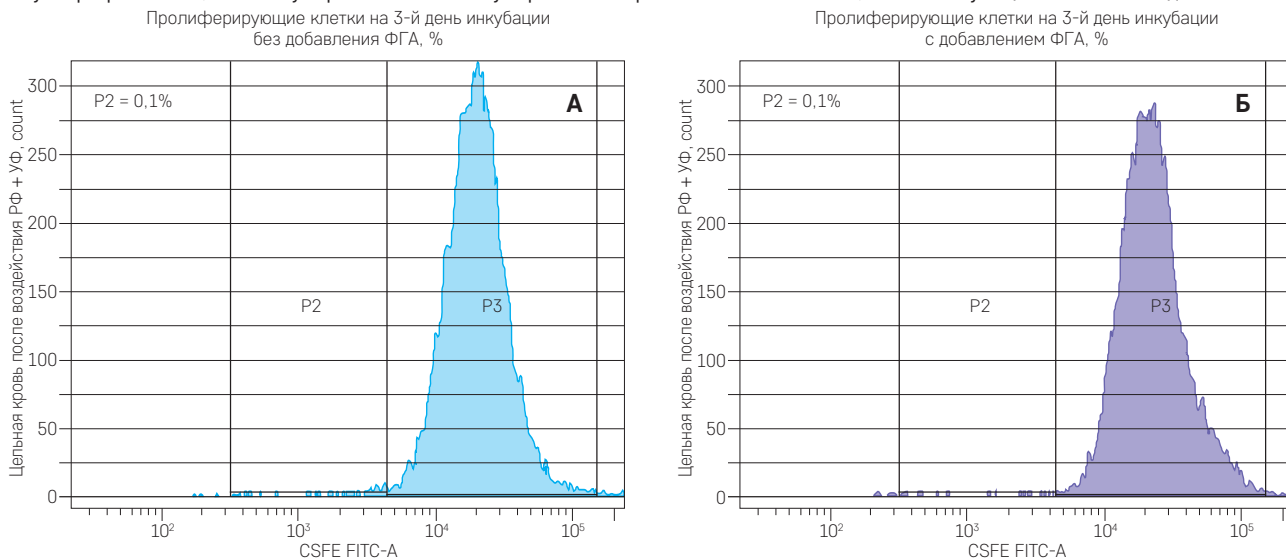 Пролиферирующие клетки на 3-й день инкубации
без добавления ФГА, %
Цельная кровь после воздействия РФ + УФ, count
300
250
200
150
100
50
0
P2 = 0,1%
А
P2
P3
10²
10³
10⁴
10⁵
CSFE FITC-A
Пролиферирующие клетки на 3-й день инкубации
с добавлением ФГА, %
Цельная кровь после воздействия РФ + УФ, count
300
250
200
150
100
50
0
P2 = 0,1%
Б
P2
P3
10²
10³
10⁴
10⁵
CSFE FITC-A